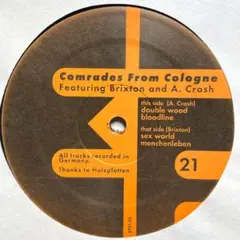 Comrades From Cologne
Featuring Brixton and A. Crash
this side: (A. Crash)
double wood
bloodline
that side (Brixton)
sex world
menchenleben
All tracks recorded in
Germany.
Thanks to Holzplatten
21